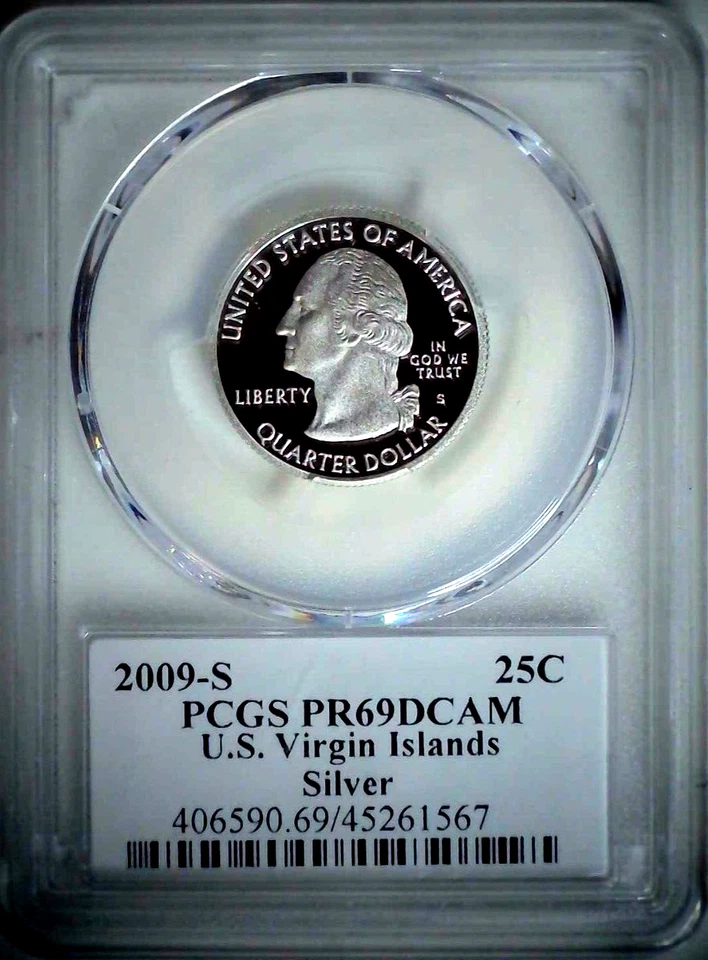 UNITED STATES OF AMERICA
IN
GOD WE
TRUST
LIBERTY
S
QUARTER DOLLAR
2009-S 25C
PCGS PR69DCAM
U.S. Virgin Islands
Silver
406590.69/45261567